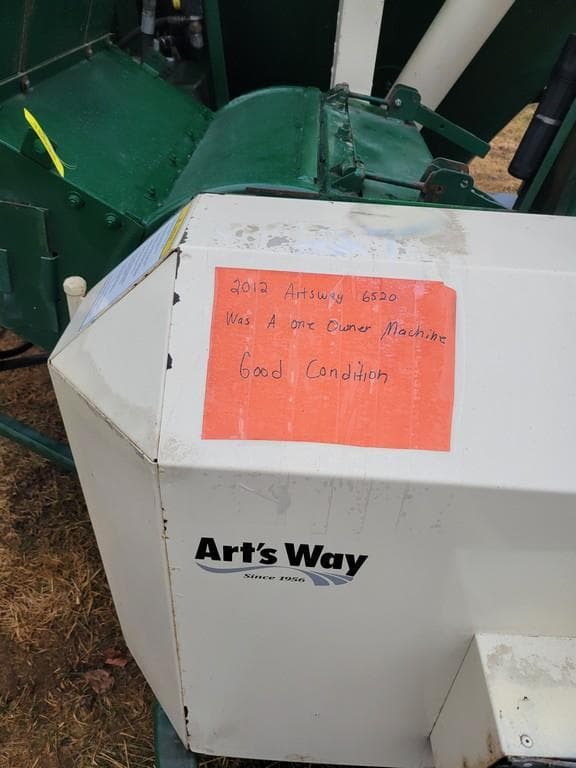 2012 Artsway 6520
Was A one Owner Machine
Good Condition
Art's Way
Since 1956